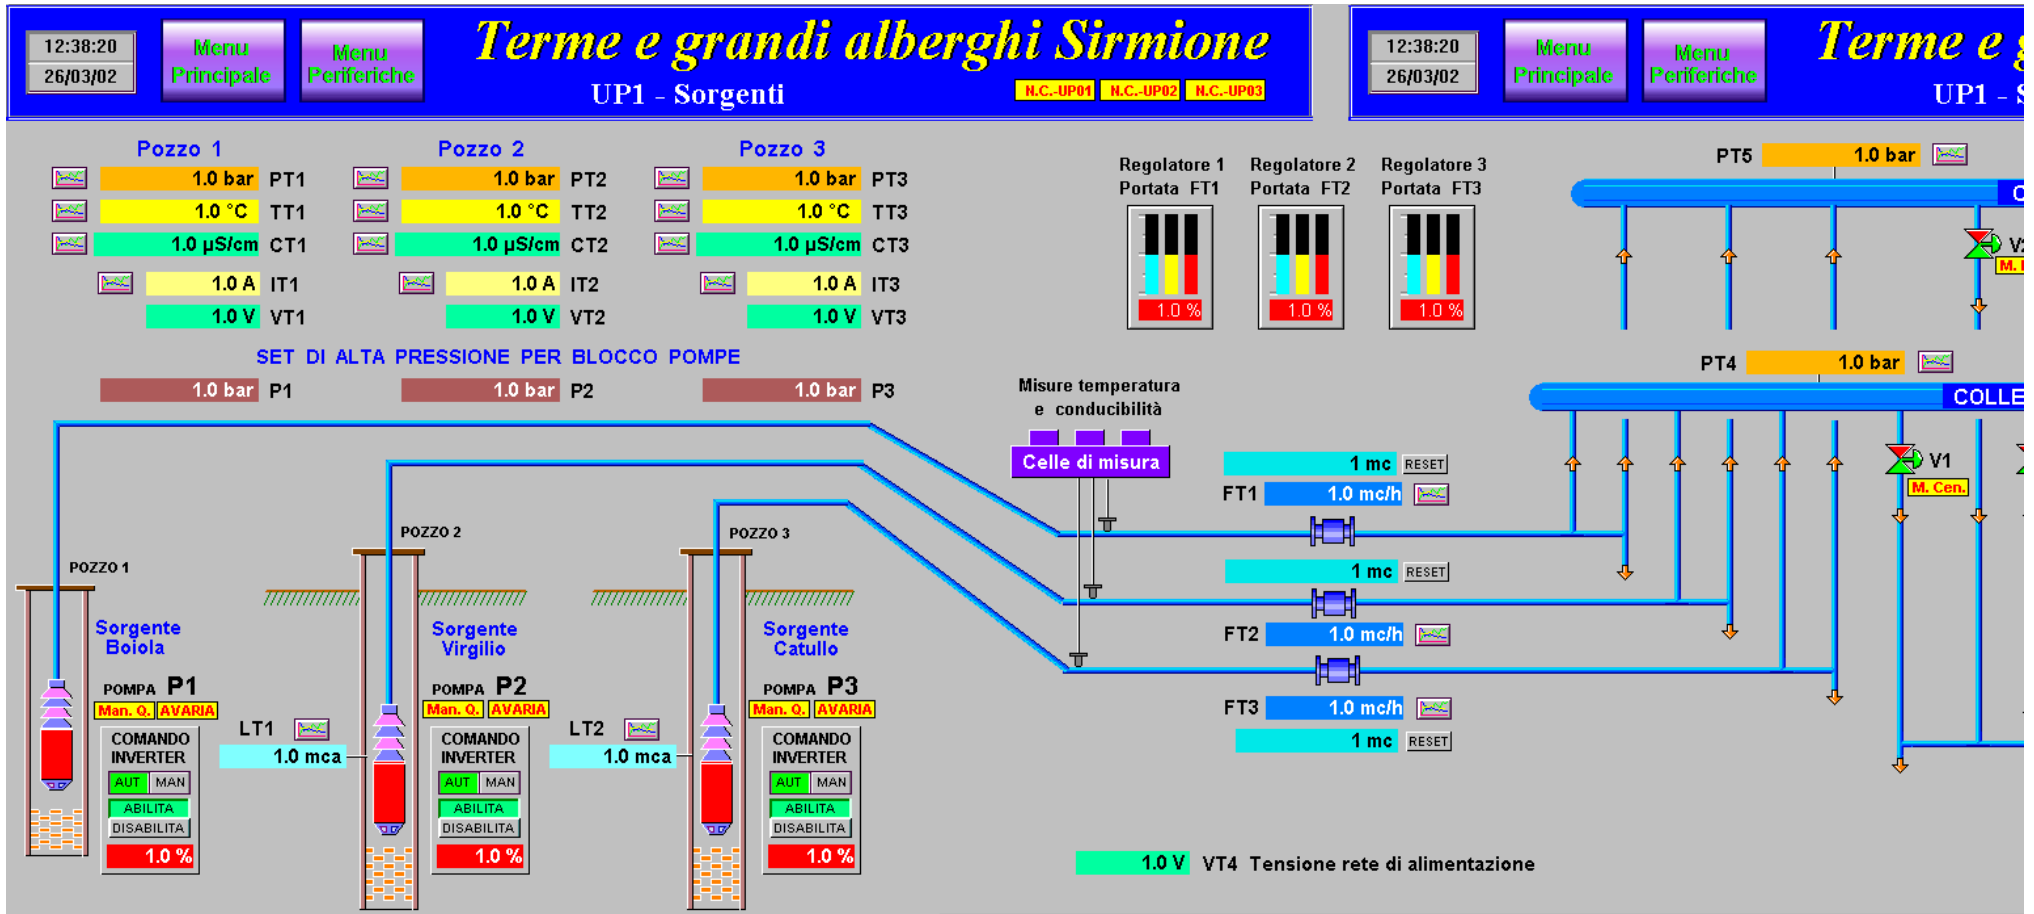 12:38:20
26/03/02
Menu
Principale
Menu
Periferiche
Terme e grandi alberghi Sirmione
UP1 - Sorgenti
N.C.-UP01 N.C.-UP02 N.C.-UP03
12:38:20
26/03/02
Menu
Principale
Menu
Periferiche
Terme e
UP1 -
Pozzo 1
1.0 bar PT1
1.0 °C TT1
1.0 µS/cm CT1
1.0 A IT1
1.0 V VT1
Pozzo 2
1.0 bar PT2
1.0 °C TT2
1.0 µS/cm CT2
1.0 A IT2
1.0 V VT2
Pozzo 3
1.0 bar PT3
1.0 °C TT3
1.0 µS/cm CT3
1.0 A IT3
1.0 V VT3
SET DI ALTA PRESSIONE PER BLOCCO POMPE
1.0 bar P1
1.0 bar P2
1.0 bar P3
Regolatore 1
Portata FT1
1.0 %
Regolatore 2
Portata FT2
1.0 %
Regolatore 3
Portata FT3
1.0 %
PT5 1.0 bar
PT4 1.0 bar
COLLE
V1
M. Cen.
Misure temperatura
e conducibilità
Celle di misura
1 mc RESET
FT1 1.0 mc/h
1 mc RESET
FT2 1.0 mc/h
FT3 1.0 mc/h
1 mc RESET
POZZO 1
Sorgente
Boiola
POMPA P1
Man. Q. AVARIA
COMANDO
INVERTER
AUT MAN
ABILITA
DISABILITA
1.0 %
POZZO 2
Sorgente
Virgilio
POMPA P2
Man. Q. AVARIA
LT1
1.0 mca
COMANDO
INVERTER
AUT MAN
ABILITA
DISABILITA
1.0 %
POZZO 3
Sorgente
Catullo
POMPA P3
Man. Q. AVARIA
LT2
1.0 mca
COMANDO
INVERTER
AUT MAN
ABILITA
DISABILITA
1.0 %
1.0 V VT4 Tensione rete di alimentazione